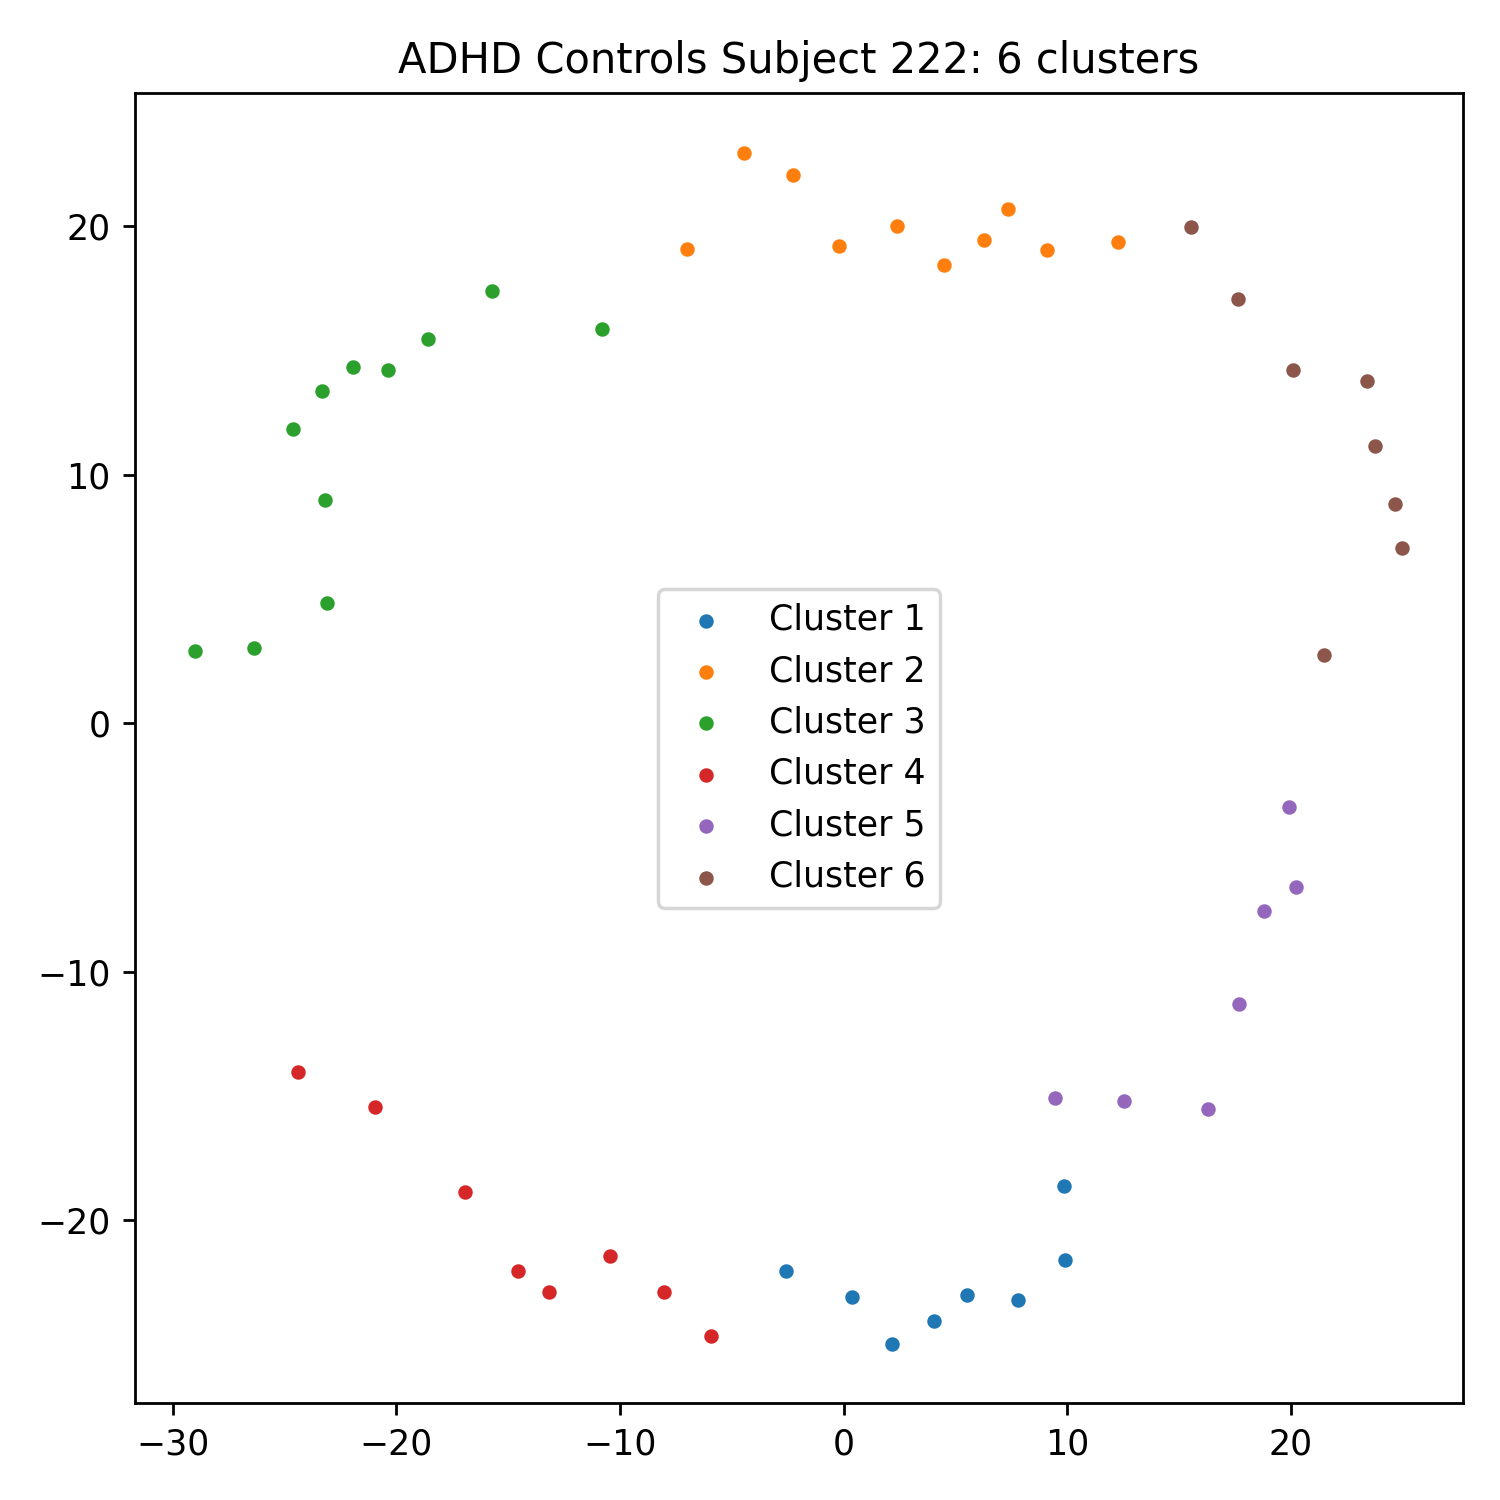 ADHD Controls Subject 222: 6 clusters
20
10
0
−10
−20
Cluster 1
Cluster 2
Cluster 3
Cluster 4
Cluster 5
Cluster 6
−30 −20 −10 0 10 20